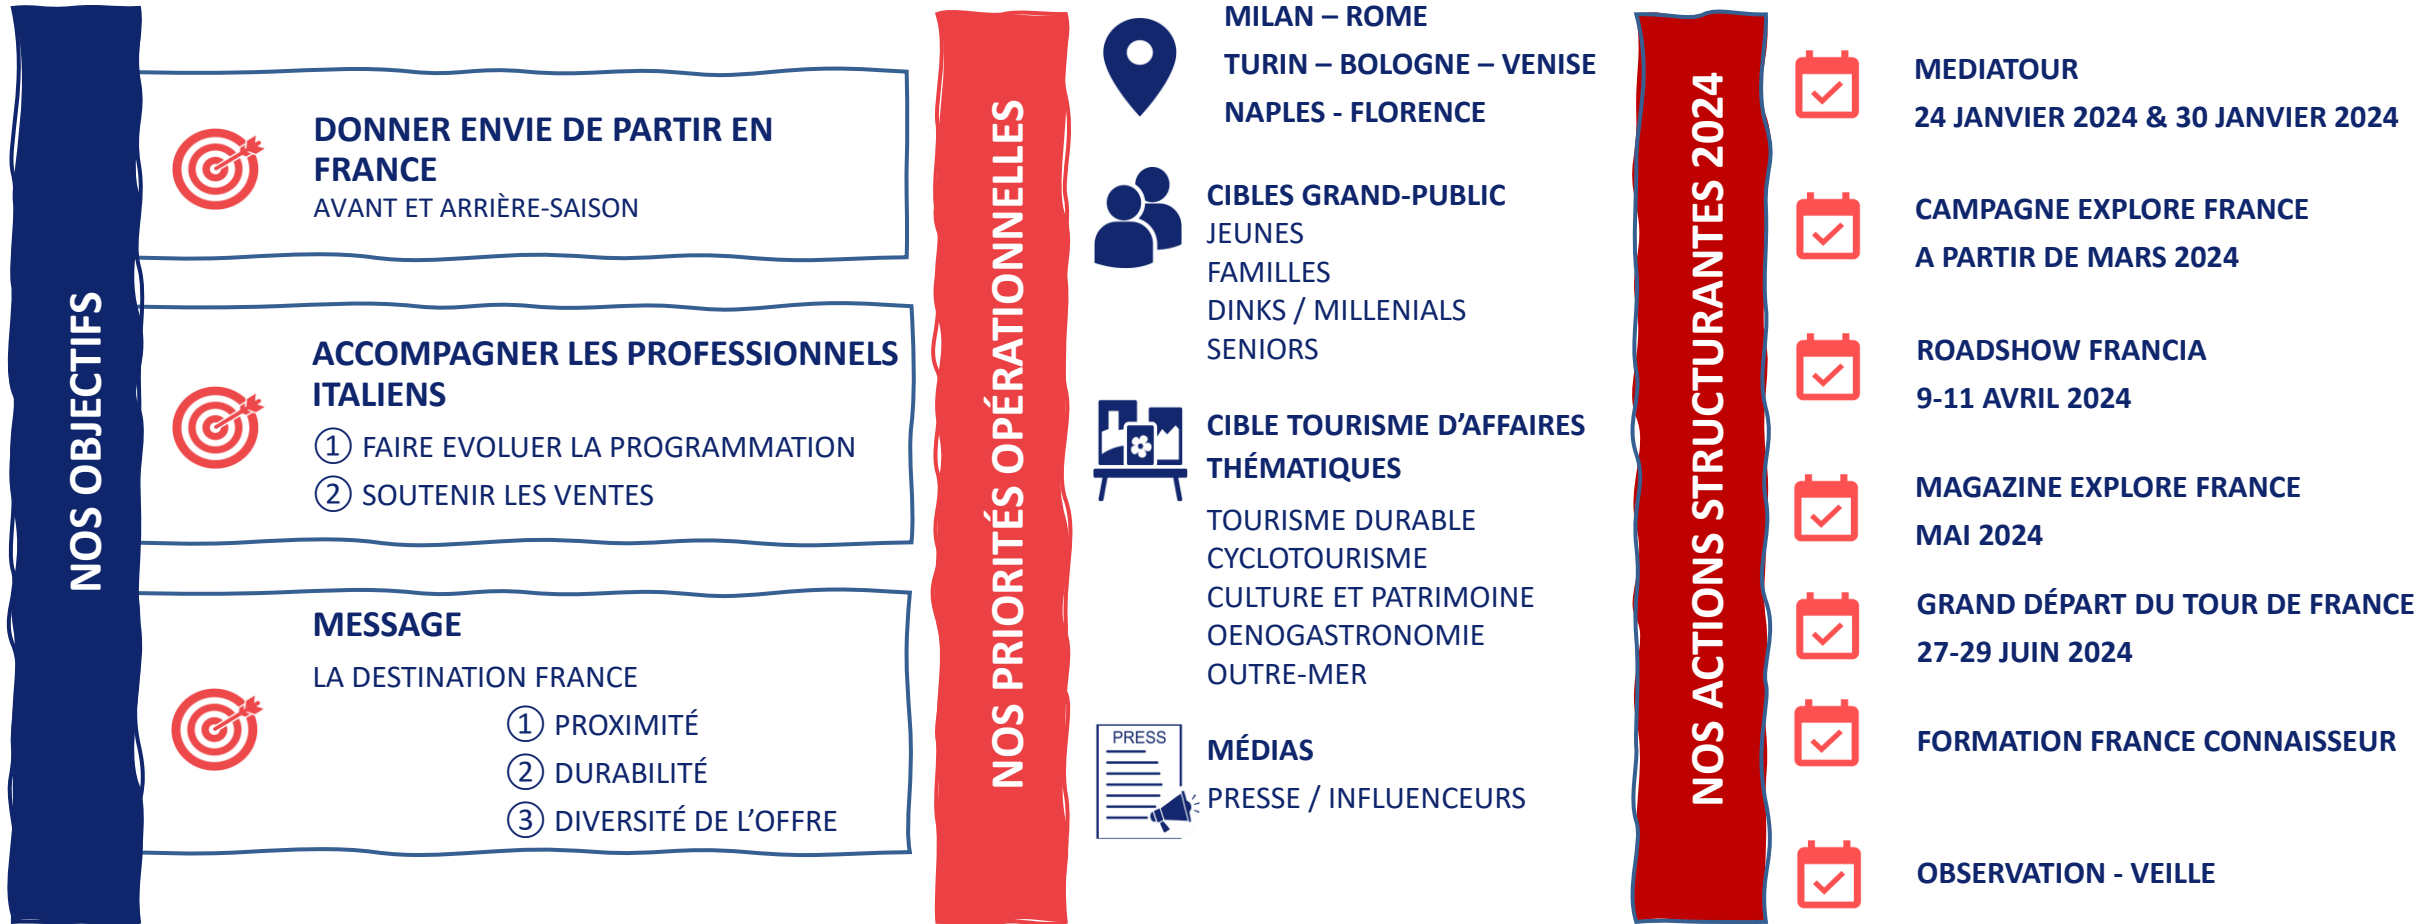 NOS OBJECTIFS
DONNER ENVIE DE PARTIR EN
FRANCE
AVANT ET ARRIÈRE-SAISON
ACCOMPAGNER LES PROFESSIONNELS
ITALIENS
① FAIRE EVOLUER LA PROGRAMMATION
② SOUTENIR LES VENTES
MESSAGE
LA DESTINATION FRANCE
① PROXIMITÉ
② DURABILITÉ
③ DIVERSITÉ DE L’OFFRE
NOS PRIORITÉS OPÉRATIONNELLES
MILAN – ROME
TURIN – BOLOGNE – VENISE
NAPLES - FLORENCE
CIBLES GRAND-PUBLIC
JEUNES
FAMILLES
DINKS / MILLENIALS
SENIORS
CIBLE TOURISME D’AFFAIRES
THÉMATIQUES
TOURISME DURABLE
CYCLOTOURISME
CULTURE ET PATRIMOINE
OENOGASTRONOMIE
OUTRE-MER
PRESS
MÉDIAS
PRESSE / INFLUENCEURS
NOS ACTIONS STRUCTURANTES 2024
MEDIATOUR
24 JANVIER 2024 & 30 JANVIER 2024
CAMPAGNE EXPLORE FRANCE
A PARTIR DE MARS 2024
ROADSHOW FRANCIA
9-11 AVRIL 2024
MAGAZINE EXPLORE FRANCE
MAI 2024
GRAND DÉPART DU TOUR DE FRANCE
27-29 JUIN 2024
FORMATION FRANCE CONNAISSEUR
OBSERVATION - VEILLE